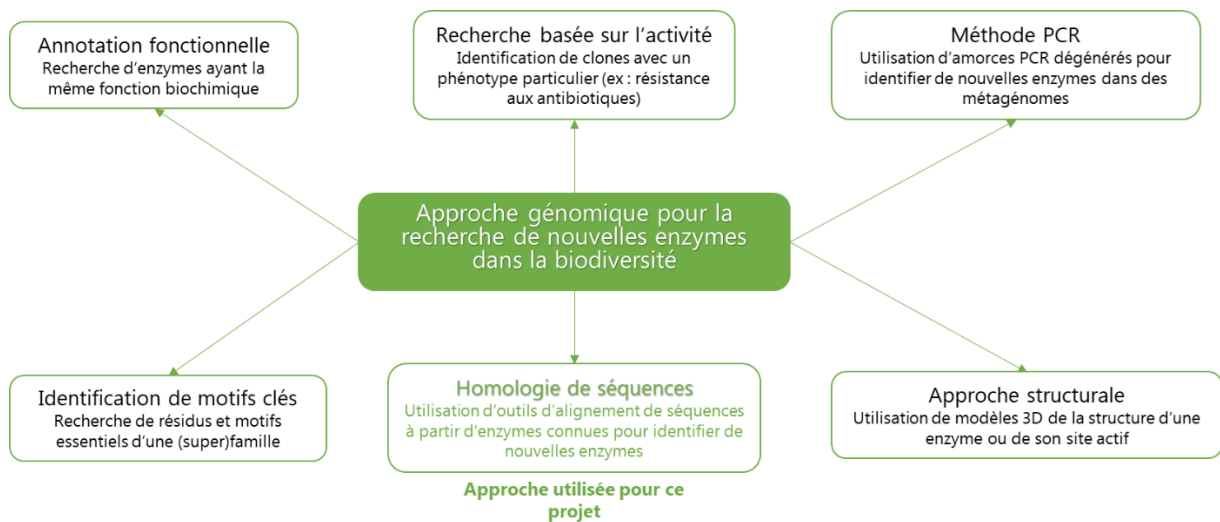 Annotation fonctionnelle
Recherche d'enzymes ayant la
même fonction biochimique
Recherche basée sur l'activité
Identification de clones avec un
phénotype particulier (ex : résistance
aux antibiotiques)
Méthode PCR
Utilisation d'amorces PCR dégénérés pour
identifier de nouvelles enzymes dans des
métagénomes
Approche génomique pour la
recherche de nouvelles enzymes
dans la biodiversité
Identification de motifs clés
Recherche de résidus et motifs
essentiels d'une (super)famille
Homologie de séquences
Utilisation d'outils d'alignement de séquences
à partir d'enzymes connues pour identifier de
nouvelles enzymes
Approche structurale
Utilisation de modèles 3D de la structure d'une
enzyme ou de son site actif
Approche utilisée pour ce
projet